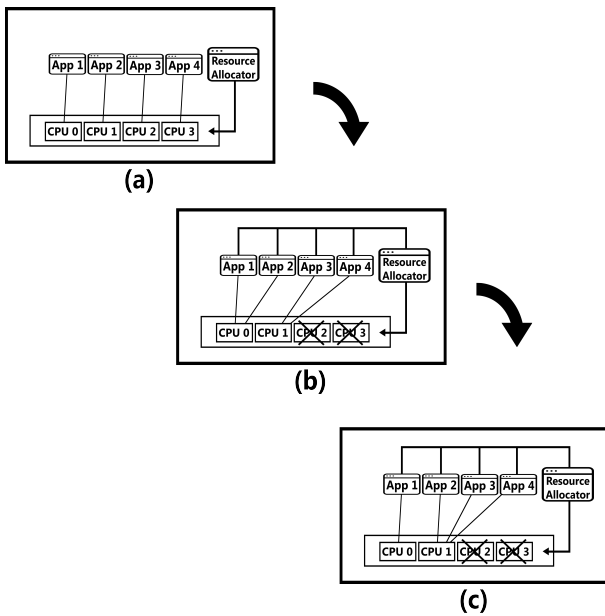 App 1 App 2 App 3 App 4 Resource Allocator
CPU 0 CPU 1 CPU 2 CPU 3
(a)
App 1 App 2 App 3 App 4 Resource Allocator
CPU 0 CPU 1 CPU 2 CPU 3
(b)
App 1 App 2 App 3 App 4 Resource Allocator
CPU 0 CPU 1 CPU 2 CPU 3
(c)